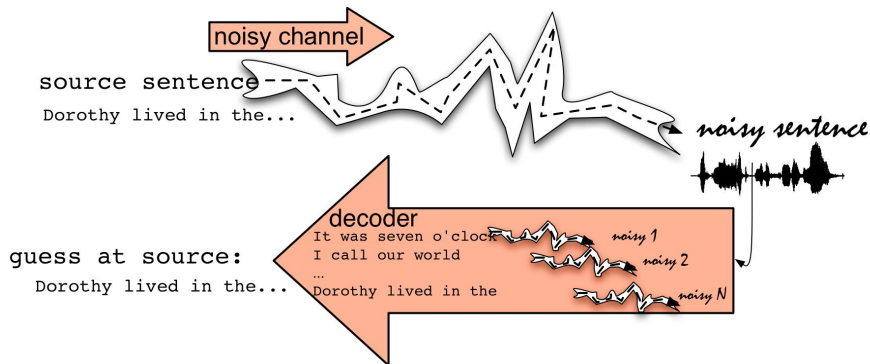 noisy channel
source sentence
Dorothy lived in the...
noisy sentence
decoder
It was seven o'clock
noisy 1
guess at source:
I call our world
noisy 2
...
Dorothy lived in the...
Dorothy lived in the
noisy N